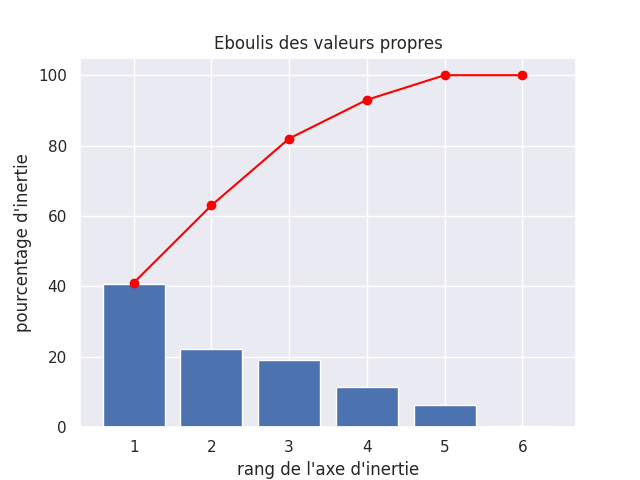 Eboulis des valeurs propres
100
80
60
40
20
0
pourcentage d'inertie
1 2 3 4 5 6
rang de l'axe d'inertie